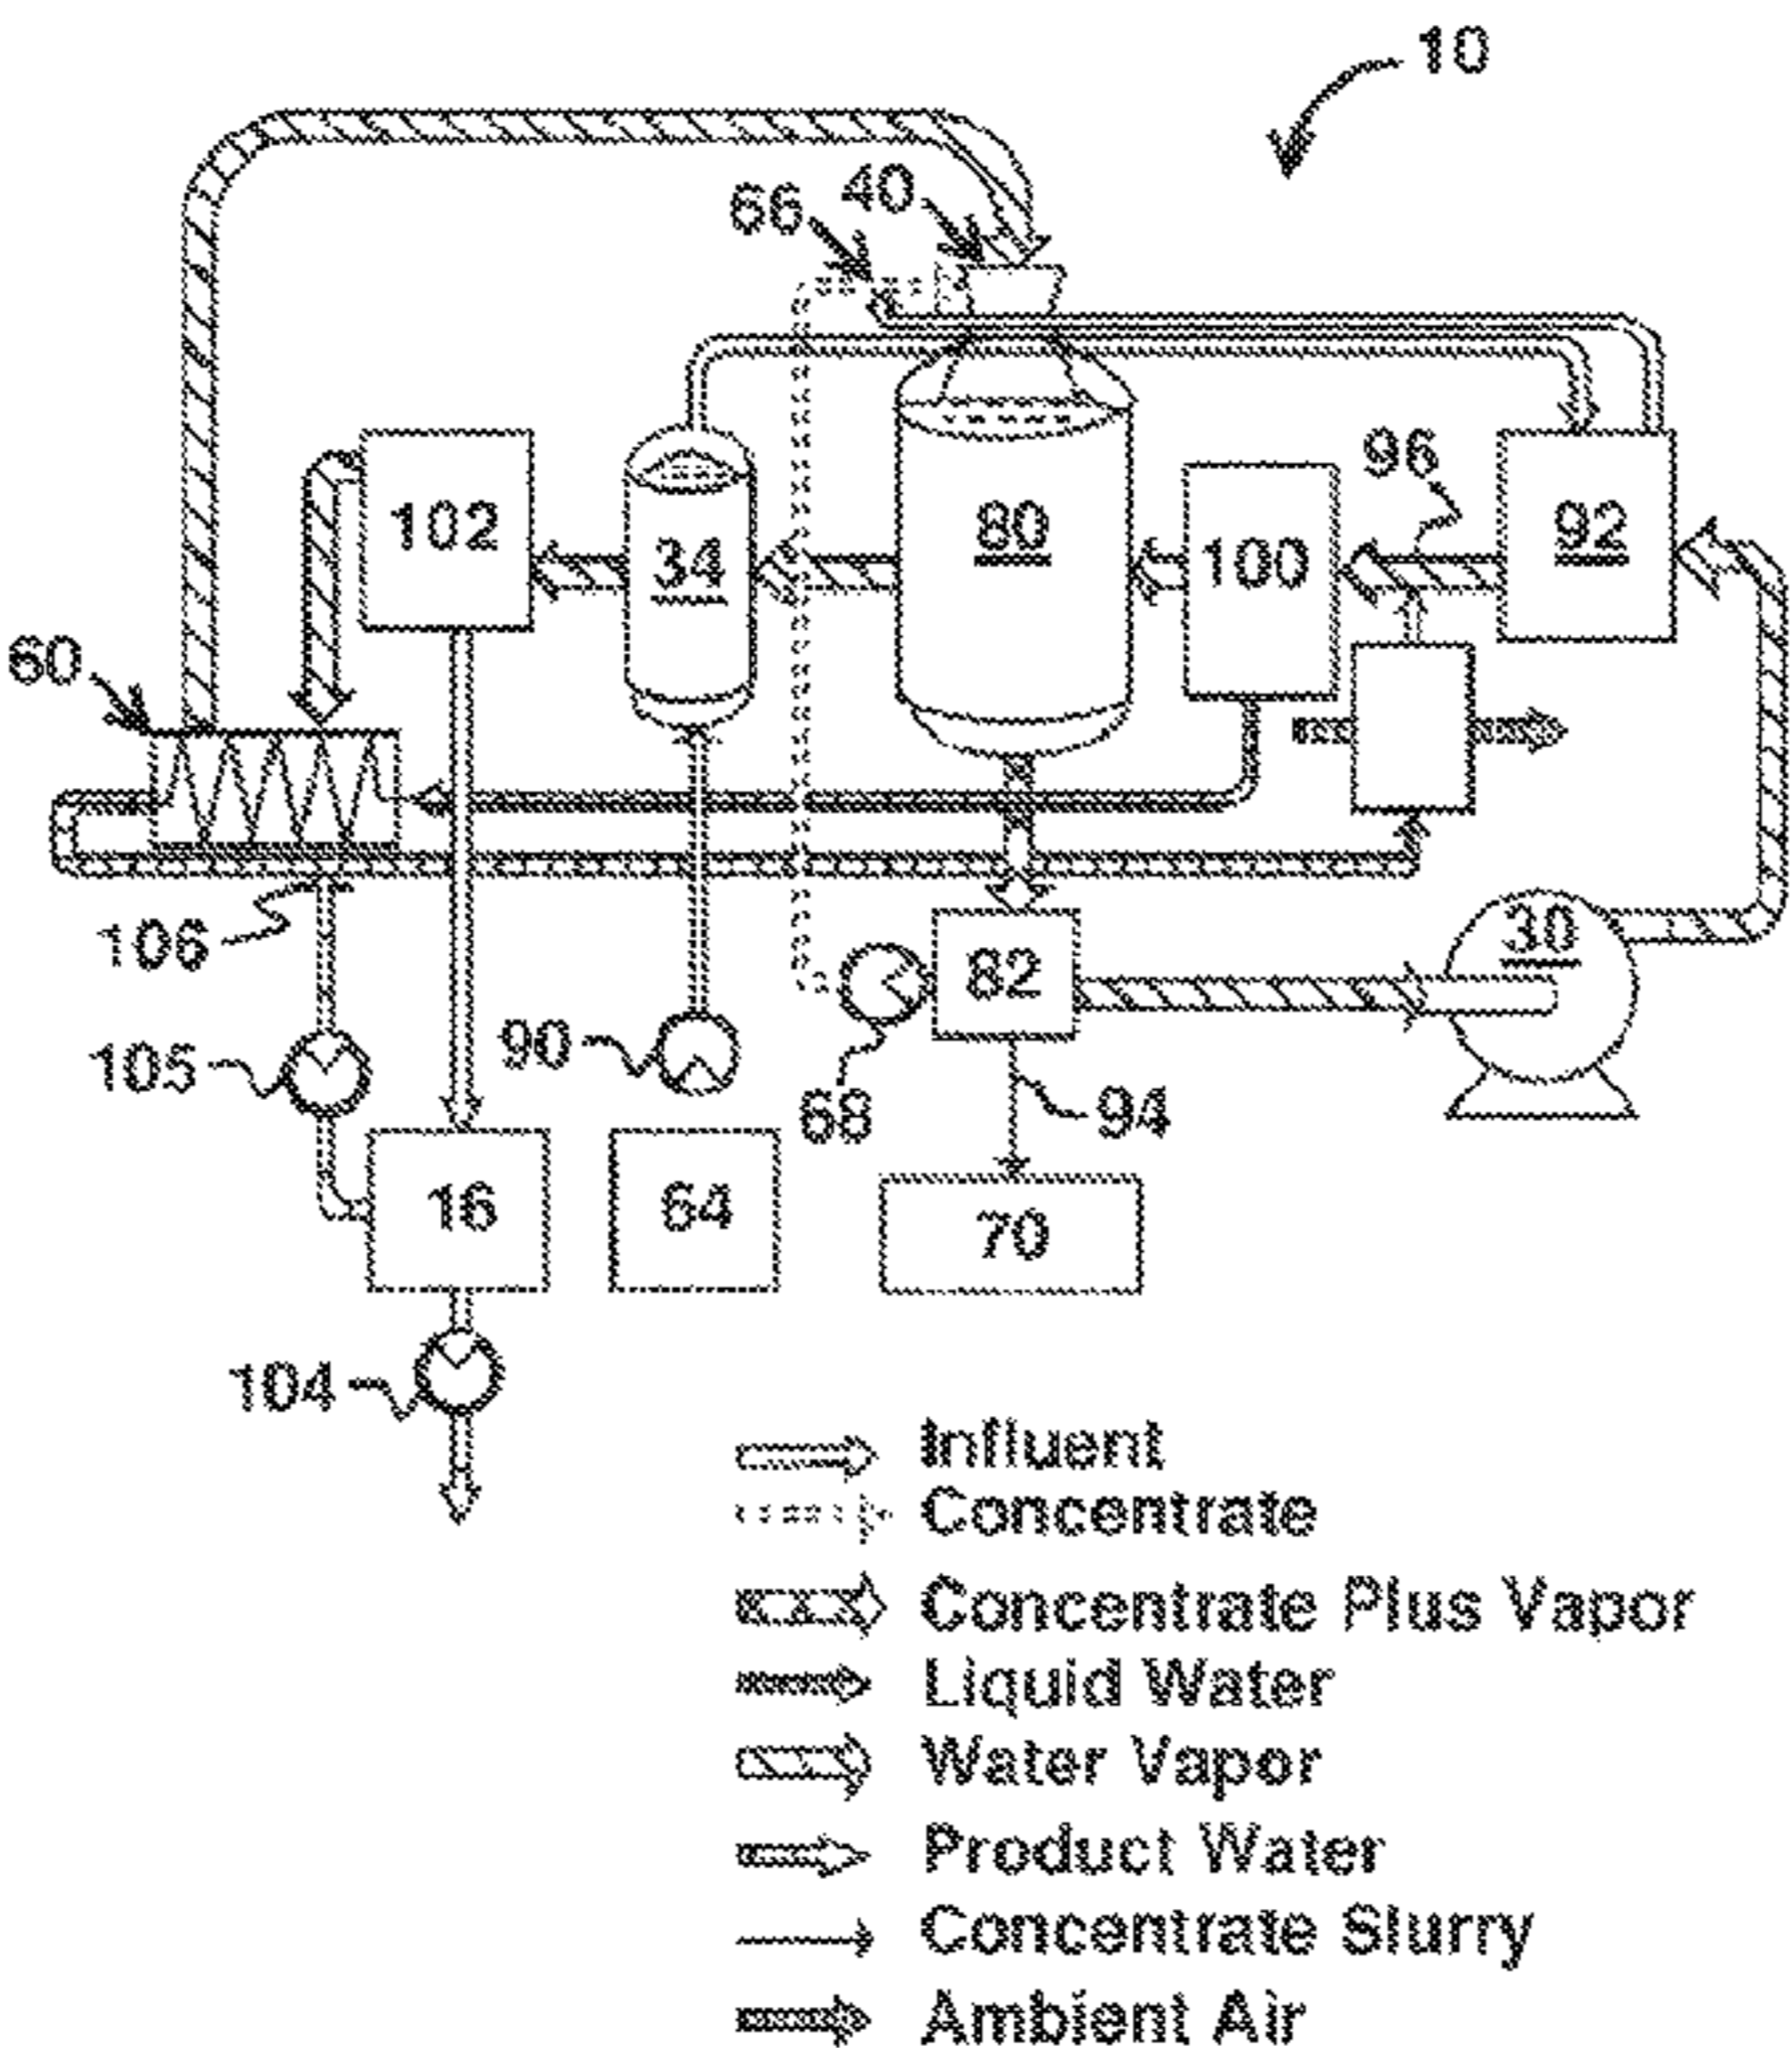 10
40
66
96
102
34
80
100
92
60
30
106
82
105
90
68
94
16
64
70
104
Influent
Concentrate
Concentrate Plus Vapor
Liquid Water
Water Vapor
Product Water
Concentrate Slurry
Ambient Air